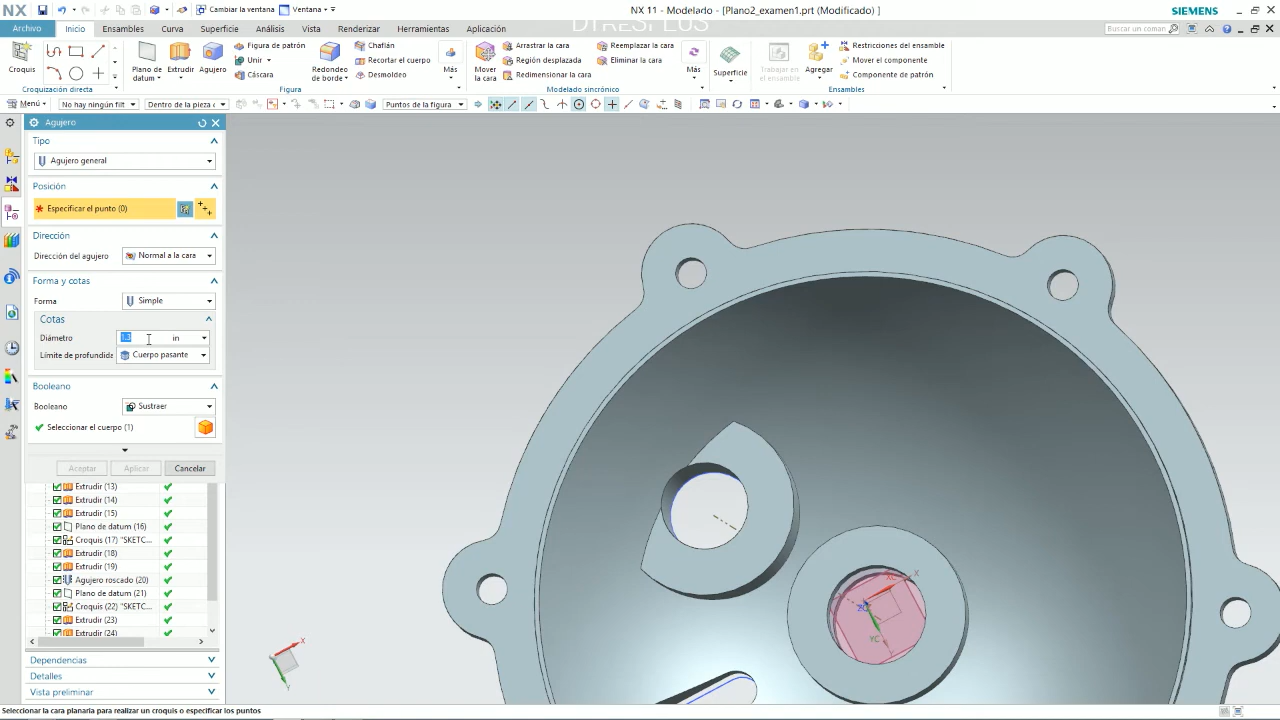 NX
Cambiar la ventana
Ventana
NX 11 - Modelado - [Plano2_examen1.prt (Modificado) ]
SIEMENS
DTRESPLUS
Archivo
Inicio
Ensambles
Curva
Superficie
Análisis
Vista
Renderizar
Herramientas
Aplicación
Buscar un coman
Croquis
Croquización directa
Plano de datum
Extrudir
Agujero
Figura de patrón
Unir
Cáscara
Redondeo de borde
Chaflán
Recortar el cuerpo
Desmoldeo
Más
Figura
Mover la cara
Arrastrar la cara
Región desplazada
Redimensionar la cara
Reemplazar la cara
Eliminar la cara
Más
Modelado sincrónico
Superficie
Trabajar en el ensamble
Agregar
Restricciones del ensamble
Mover el componente
Componente de patrón
Ensambles
Menú
No hay ningún filt
Dentro de la pieza c
Puntos de la figura
Agujero
Tipo
Agujero general
Posición
Especificar el punto (0)
Dirección
Dirección del agujero
Normal a la cara
Forma y cotas
Forma
Simple
Cotas
Diámetro
in
Límite de profundida
Cuerpo pasante
Booleano
Booleano
Sustraer
Seleccionar el cuerpo (1)
Aceptar
Aplicar
Cancelar
Extrudir (13)
Extrudir (14)
Extrudir (15)
Plano de datum (16)
Croquis (17) "SKETC...
Extrudir (18)
Extrudir (19)
Agujero roscado (20)
Plano de datum (21)
Croquis (22) "SKETC...
Extrudir (23)
Extrudir (24)
Dependencias
Detalles
Vista preliminar
X
Y
XC
X
ZC
YC
Y
Seleccionar la cara planaria para realizar un croquis o especificar los puntos